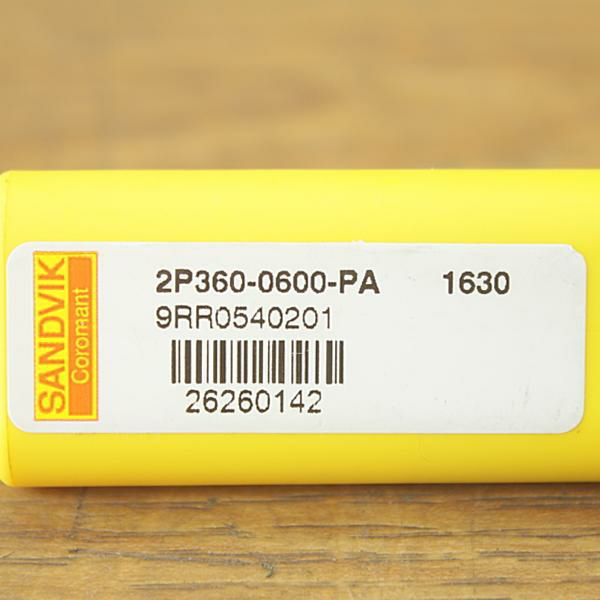 SANDVIK
Coromant
2P360-0600-PA 1630
9RR0540201
26260142